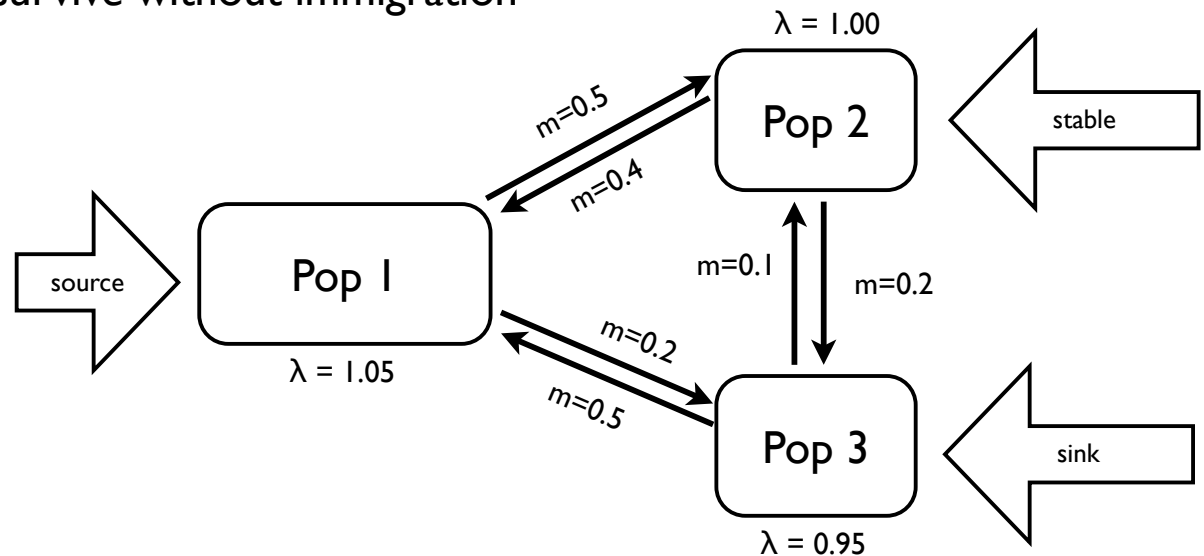 survive without immigration
λ = 1.00
m=0.5
Pop 2
stable
m=0.4
source
Pop 1
m=0.1
m=0.2
m=0.2
λ = 1.05
m=0.5
Pop 3
sink
λ = 0.95